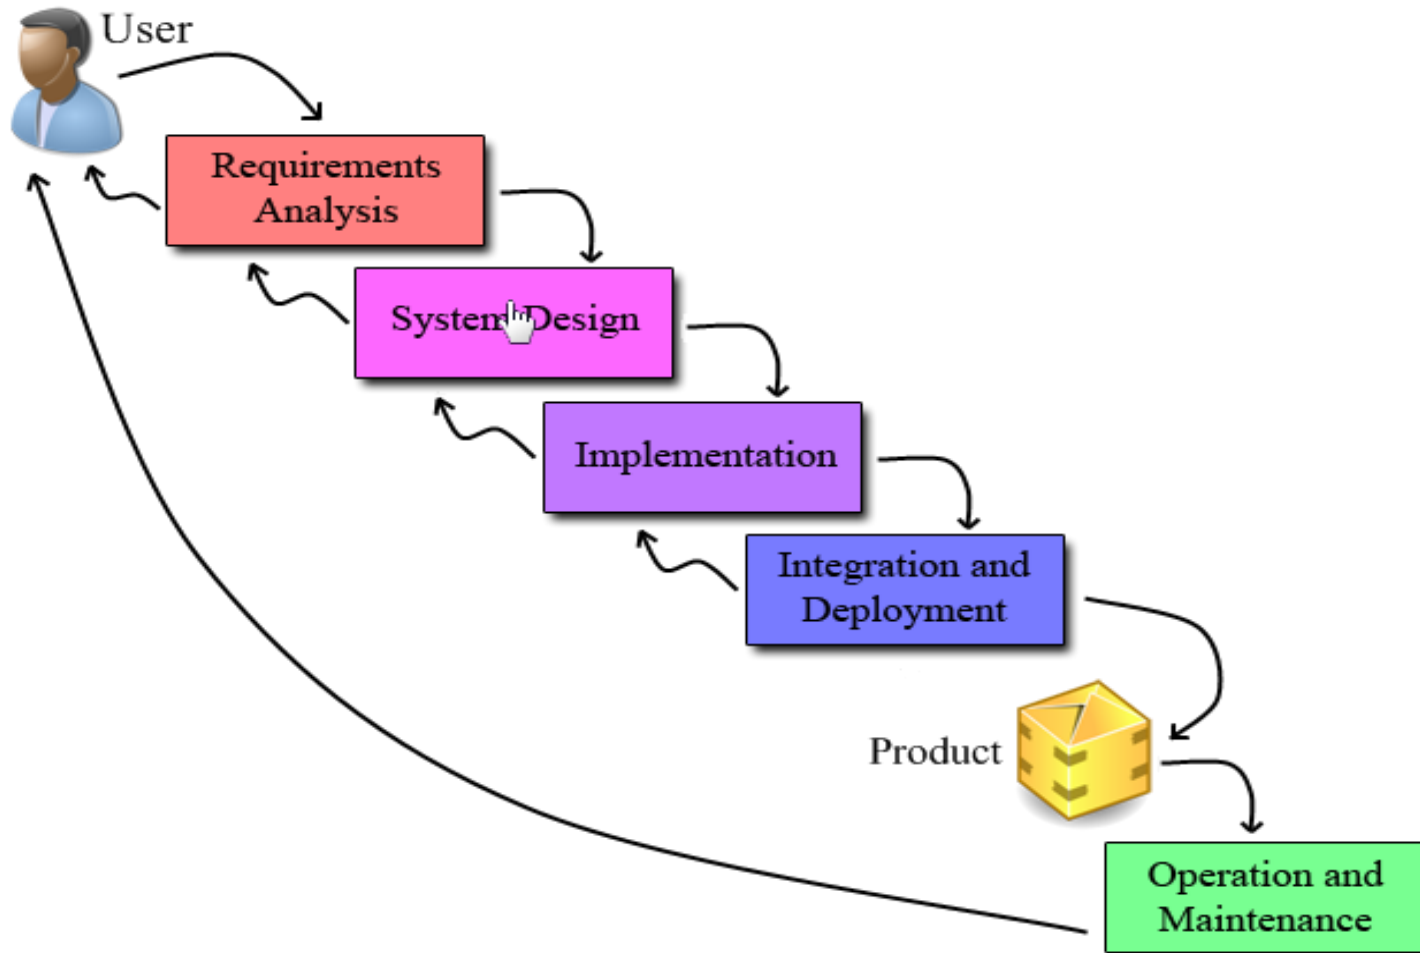 User
Requirements
Analysis
System Design
Implementation
Integration and
Deployment
Product
Operation and
Maintenance